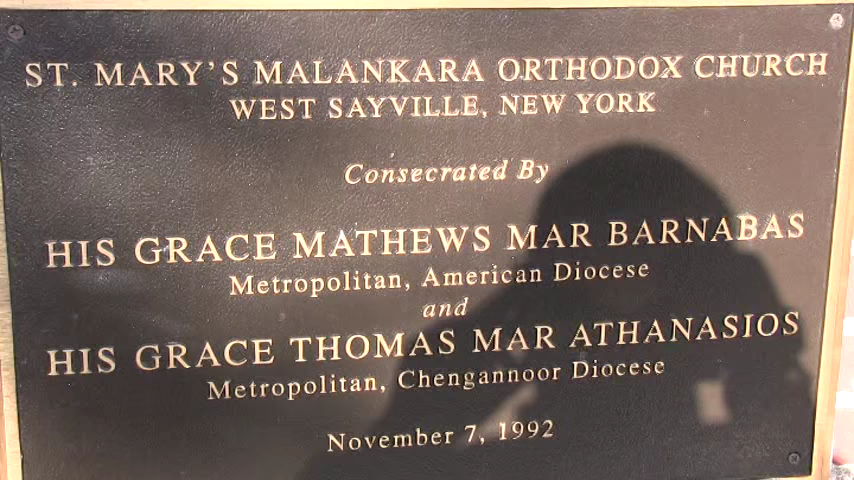 ST. MARY'S MALANKARA ORTHODOX CHURCH
WEST SAYVILLE, NEW YORK
Consecrated By
HIS GRACE MATHEWS MAR BARNABAS
Metropolitan, American Diocese
and
HIS GRACE THOMAS MAR ATHANASIOS
Metropolitan, Chengannoor Diocese
November 7, 1992